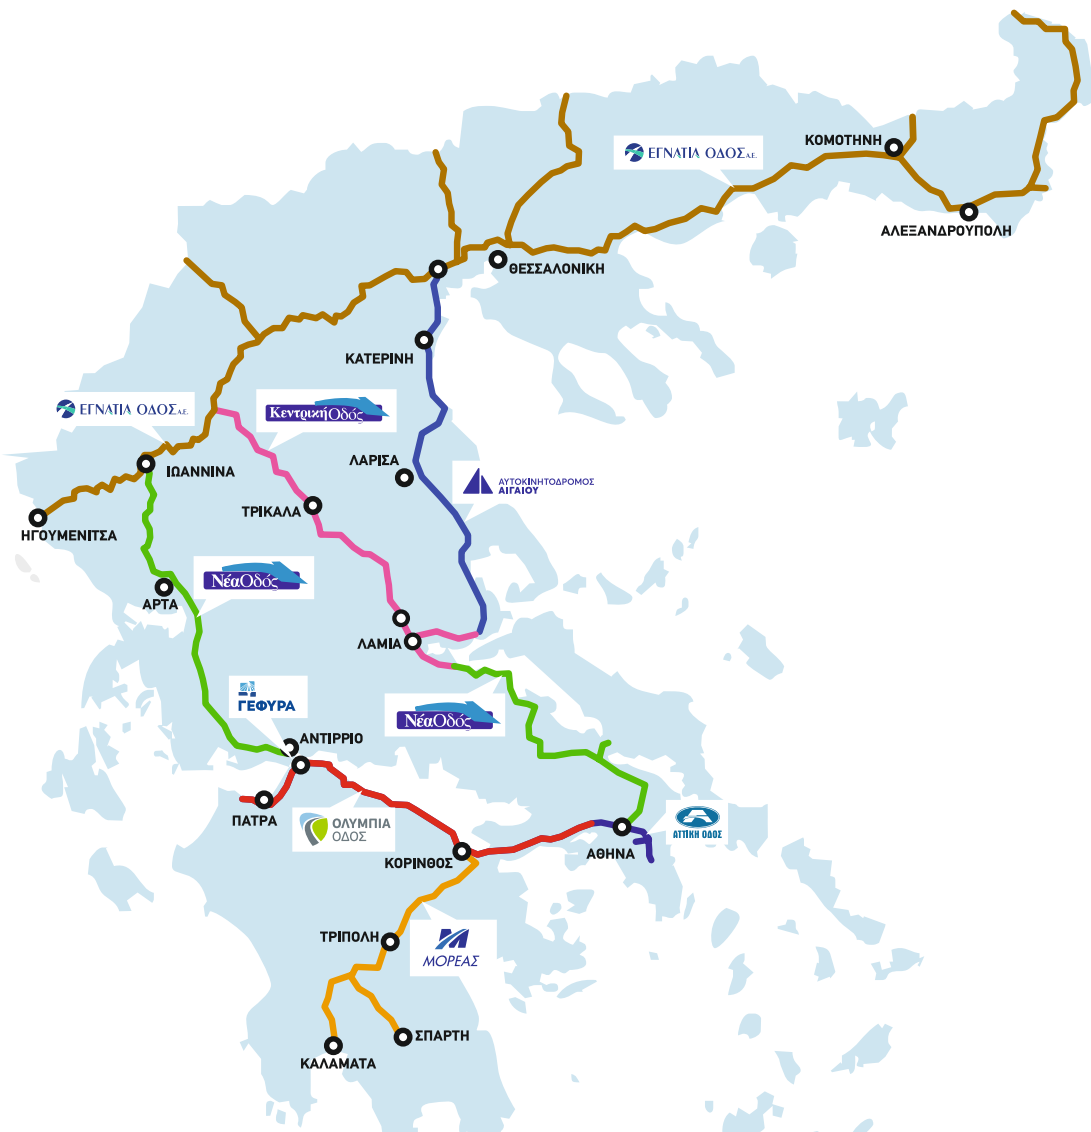 ΕΓΝΑΤΙΑ ΟΔΟΣ Α.Ε.
ΚΟΜΟΤΗΝΗ
ΑΛΕΞΑΝΔΡΟΥΠΟΛΗ
ΘΕΣΣΑΛΟΝΙΚΗ
ΚΑΤΕΡΙΝΗ
ΕΓΝΑΤΙΑ ΟΔΟΣ Α.Ε.
ΚεντρικήΟδός
ΙΩΑΝΝΙΝΑ
ΛΑΡΙΣΑ
ΑΥΤΟΚΙΝΗΤΟΔΡΟΜΟΣ
ΑΙΓΑΙΟΥ
ΤΡΙΚΑΛΑ
ΗΓΟΥΜΕΝΙΤΣΑ
ΝέαΟδός
ΑΡΤΑ
ΛΑΜΙΑ
ΓΕΦΥΡΑ
ΝέαΟδός
ΑΝΤΙΡΡΙΟ
ΠΑΤΡΑ
ΟΛΥΜΠΙΑ
ΟΔΟΣ
ΑΤΤΙΚΗ ΟΔΟΣ
ΑΘΗΝΑ
ΚΟΡΙΝΘΟΣ
ΤΡΙΠΟΛΗ
ΜΟΡΕΑΣ
ΣΠΑΡΤΗ
ΚΑΛΑΜΑΤΑ